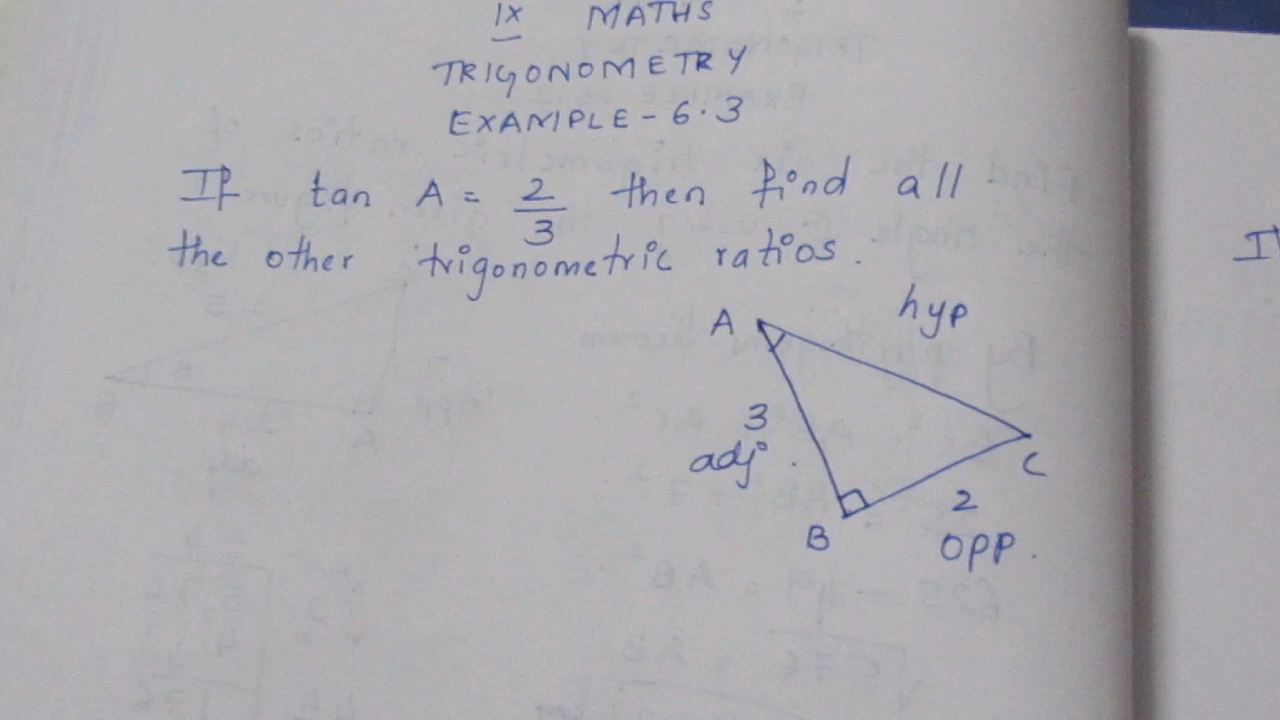 IX MATHS
TRIGONOMETRY
EXAMPLE - 6.3
If tan A = 2/3 then find all
the other trigonometric ratios.
A
hyp
3
adj.
C
2
B
opp.
I